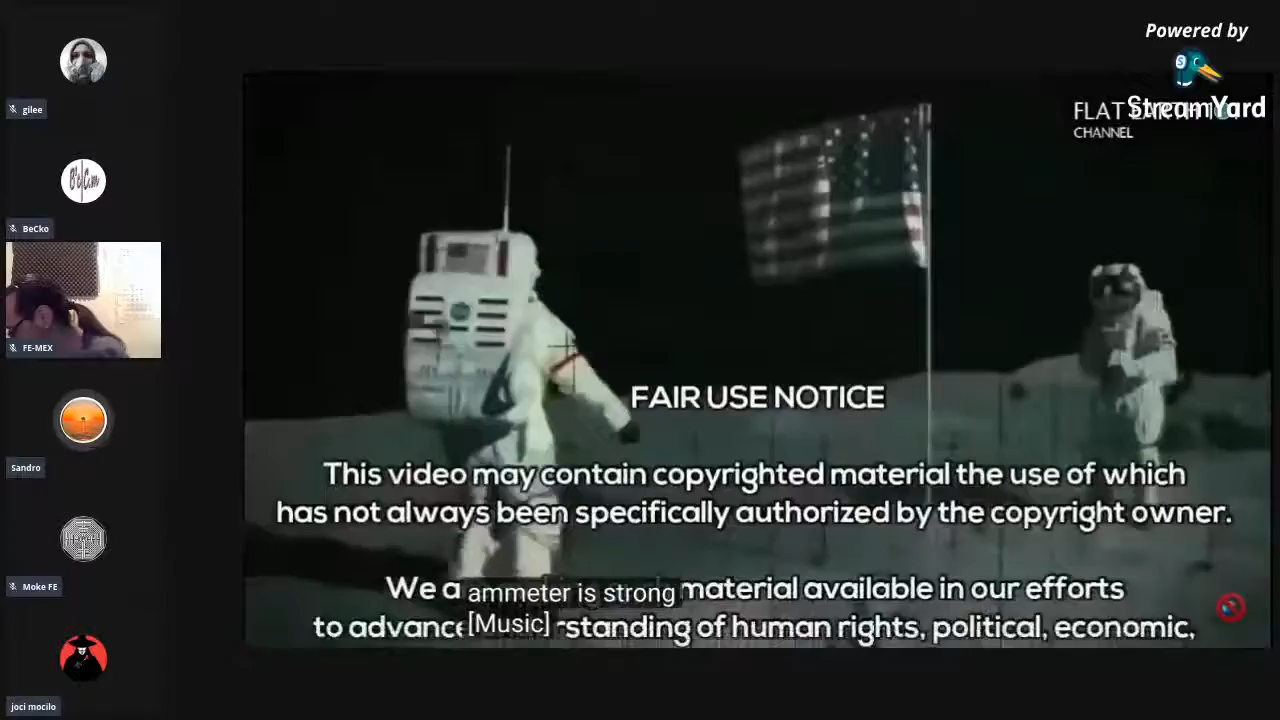 Powered by
StreamYard
FLAT EARTH
CHANNEL
gilee
BeCko
FE-MEX
Sandro
Moke FE
joci mocilo
FAIR USE NOTICE
This video may contain copyrighted material the use of which
has not always been specifically authorized by the copyright owner.
We a material available in our efforts
ammeter is strong
to advance standing of human rights, political, economic,
[Music]